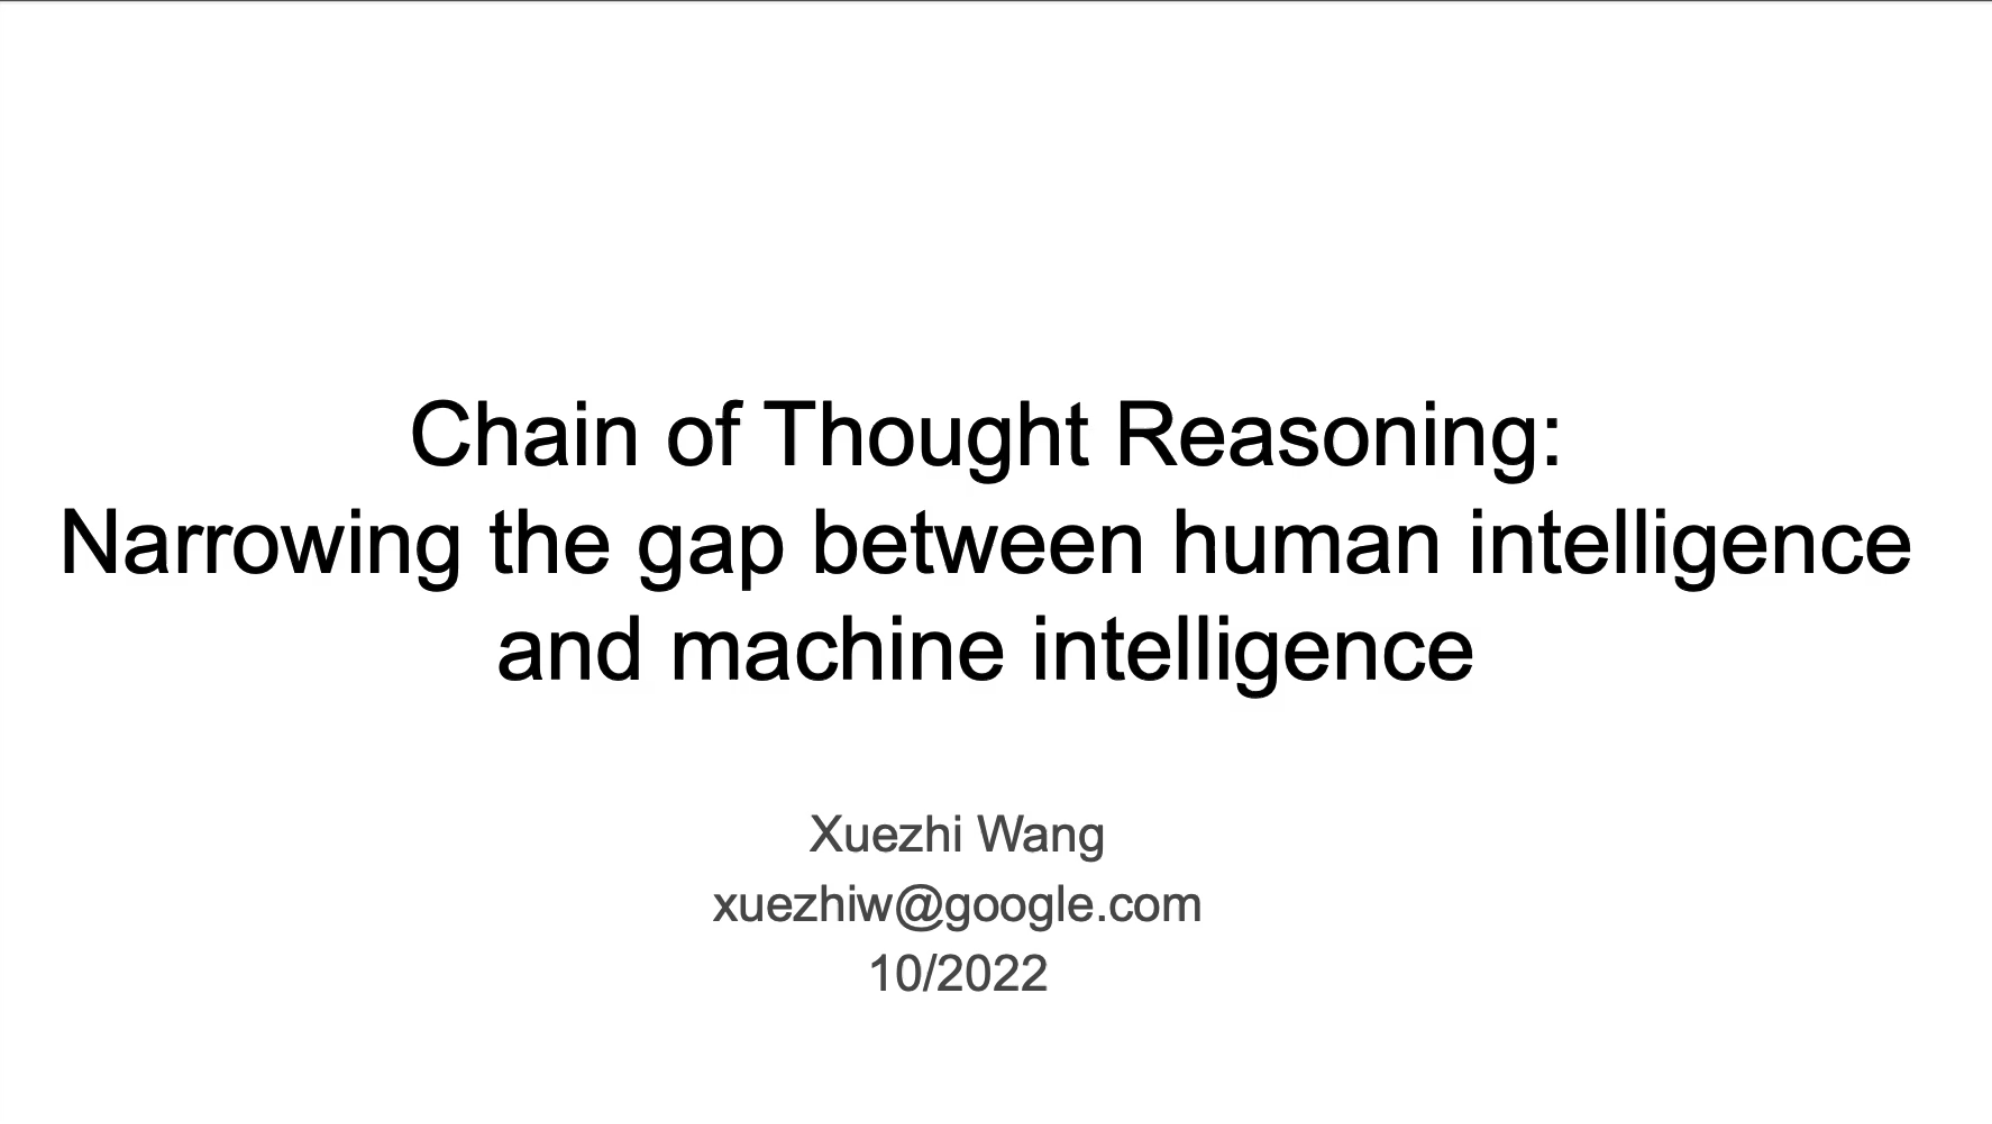 Chain of Thought Reasoning:
Narrowing the gap between human intelligence
and machine intelligence
Xuezhi Wang
xuezhiw@google.com
10/2022